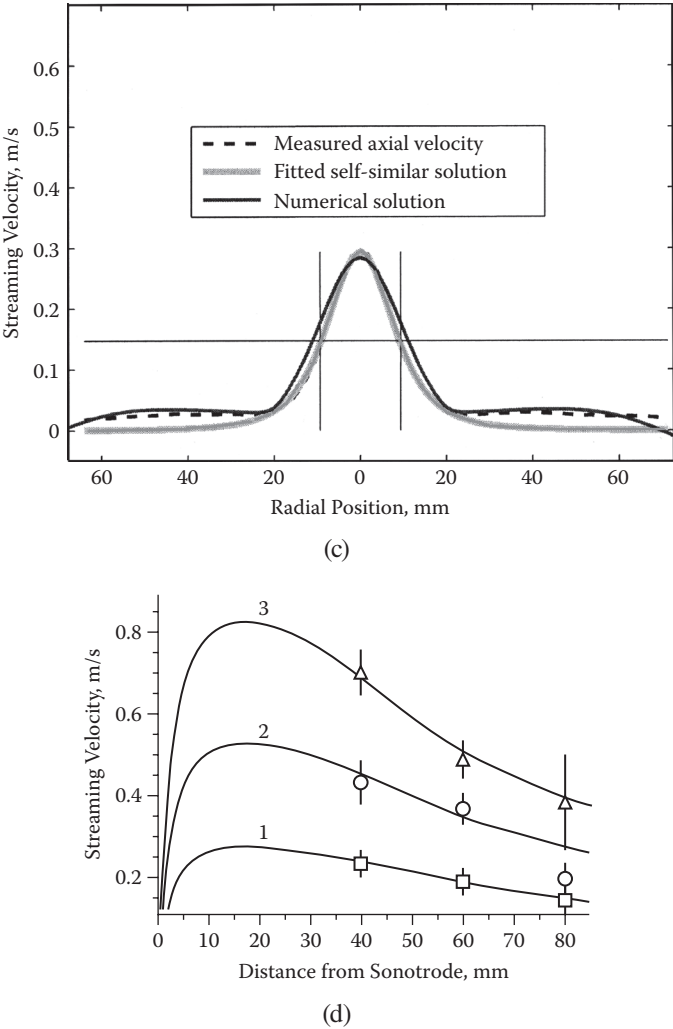 0.6
0.5
Measured axial velocity
Fitted self-similar solution
0.4
Numerical solution
0.3
0.2
0.1
0
Streaming Velocity, m/s
60 40 20 0 20 40 60
Radial Position, mm
(c)
3
0.8
0.6
2
0.4
1
0.2
Streaming Velocity, m/s
0 10 20 30 40 50 60 70 80
Distance from Sonotrode, mm
(d)